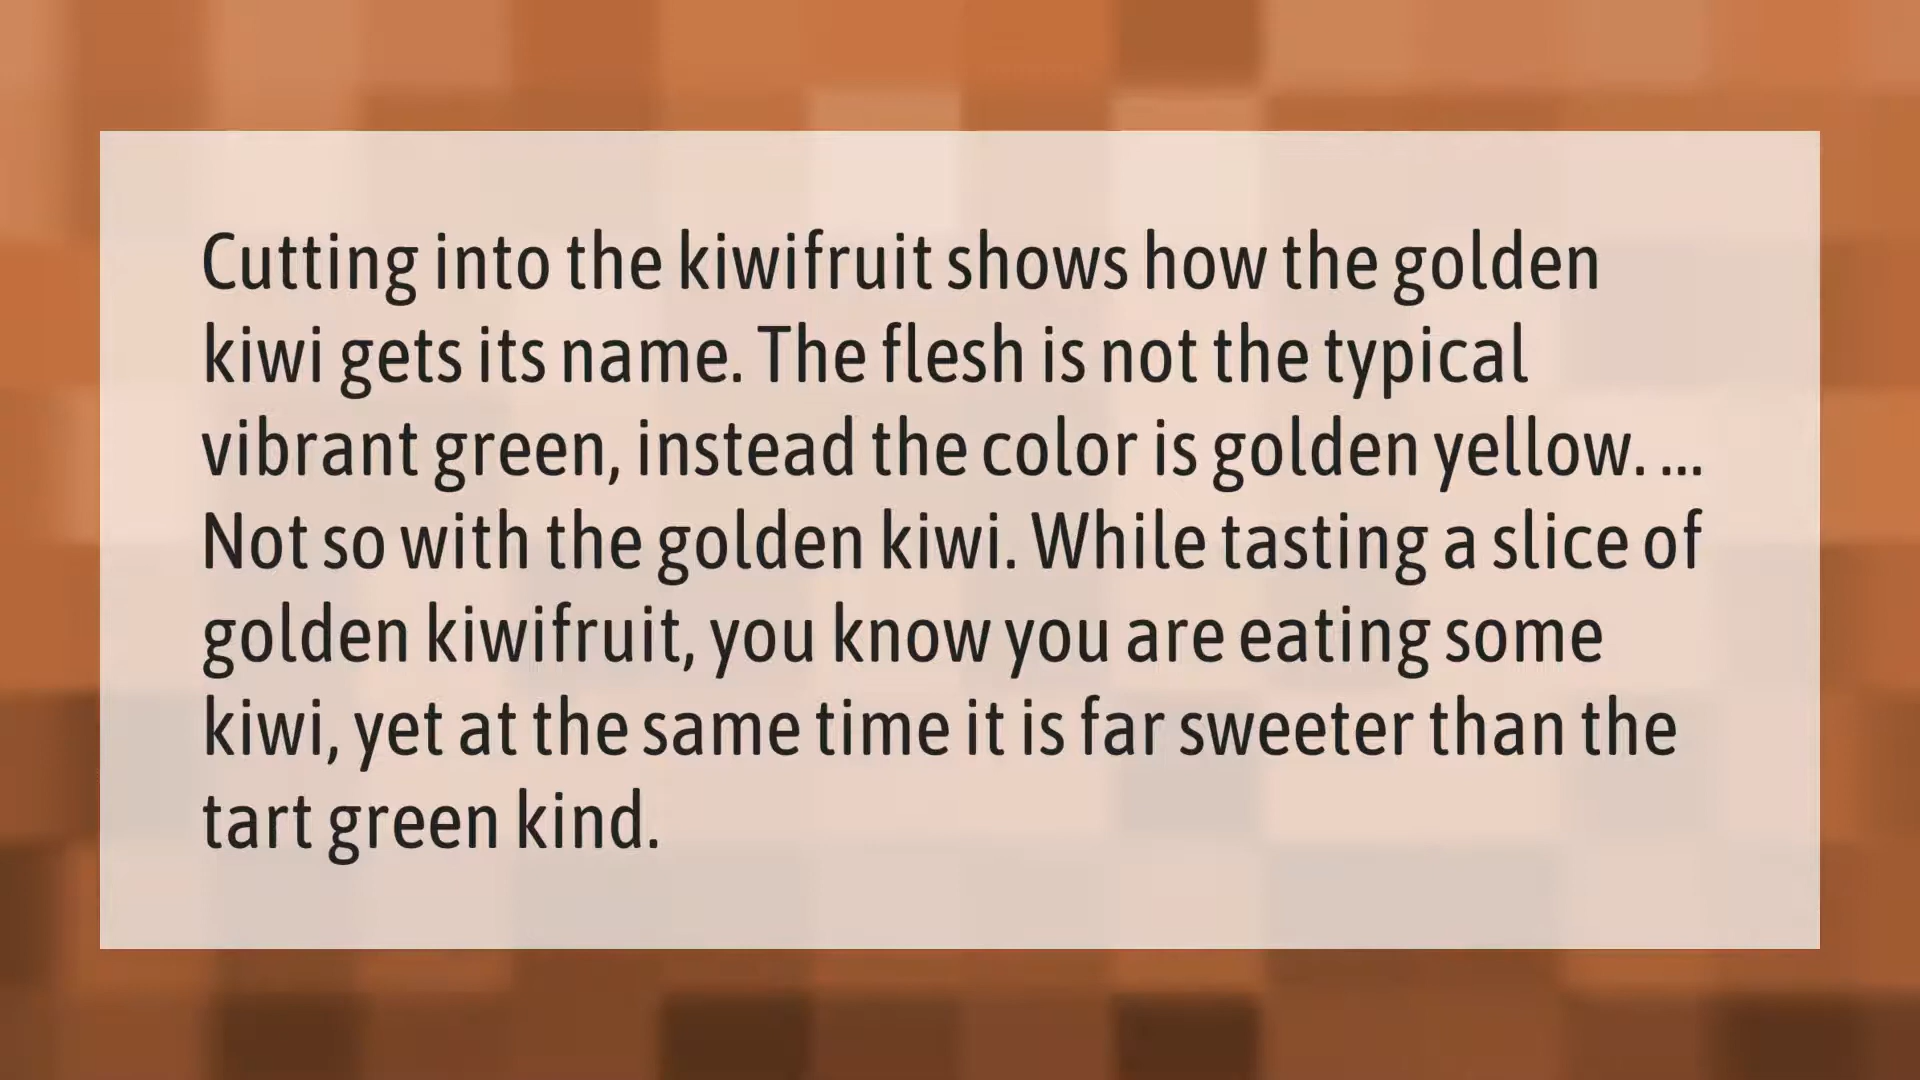 Cutting into the kiwifruit shows how the golden
kiwi gets its name. The flesh is not the typical
vibrant green, instead the color is golden yellow. ...
Not so with the golden kiwi. While tasting a slice of
golden kiwifruit, you know you are eating some
kiwi, yet at the same time it is far sweeter than the
tart green kind.